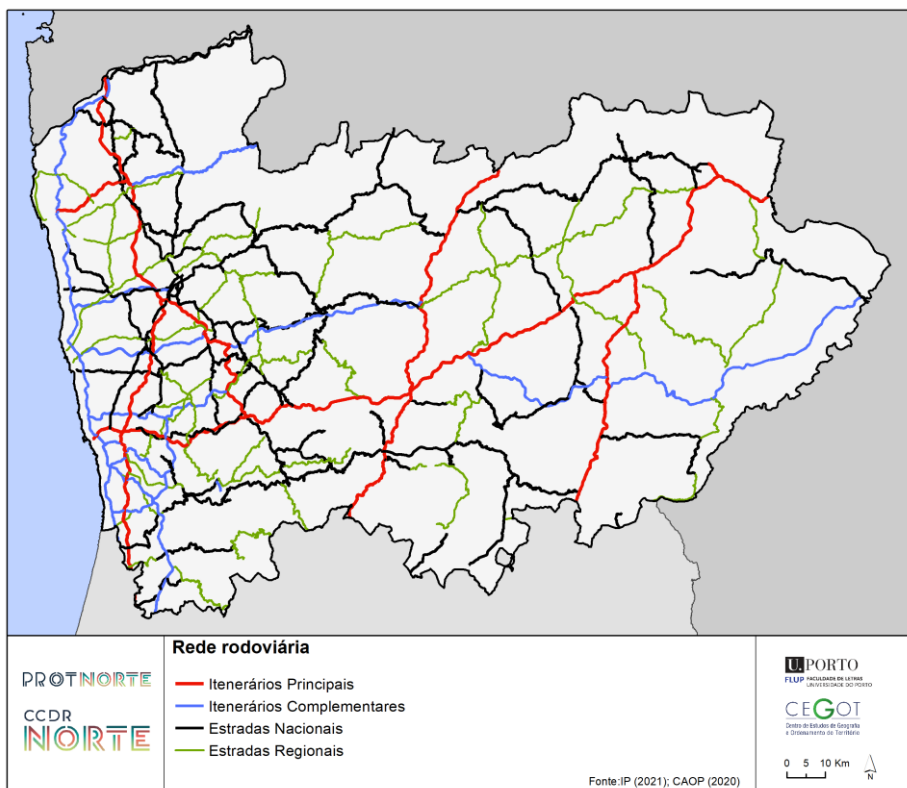 PROTNORTE
CCDR
NORTE
Rede rodoviária
Itenerários Principais
Itenerários Complementares
Estradas Nacionais
Estradas Regionais
Fonte:IP (2021); CAOP (2020)
U. PORTO
FLUP FACULDADE DE LETRAS
UNIVERSIDADE DO PORTO
CEGOT
Centro de Estudos de Geografia
e Ordenamento do Território
0 5 10 Km
N